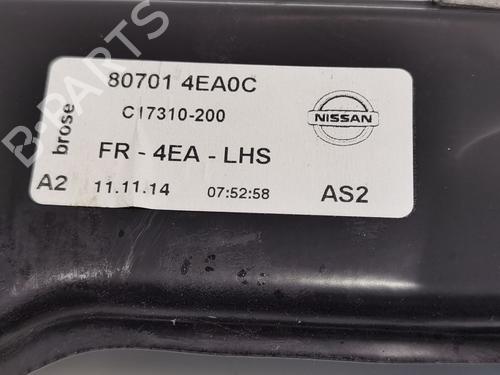 80701 4EA0C
C17310-200
NISSAN
brose
FR - 4EA - LHS
A2
11.11.14
07:52:58
AS2
B-PARTS